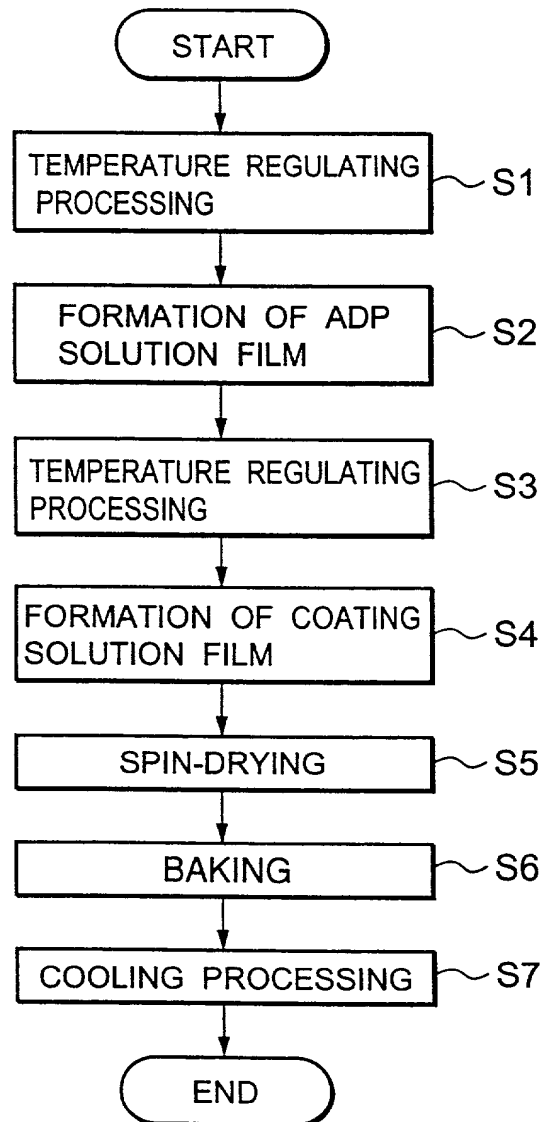 START
TEMPERATURE REGULATING
PROCESSING
S1
FORMATION OF ADP
SOLUTION FILM
S2
TEMPERATURE REGULATING
PROCESSING
S3
FORMATION OF COATING
SOLUTION FILM
S4
SPIN-DRYING
S5
BAKING
S6
COOLING PROCESSING
S7
END